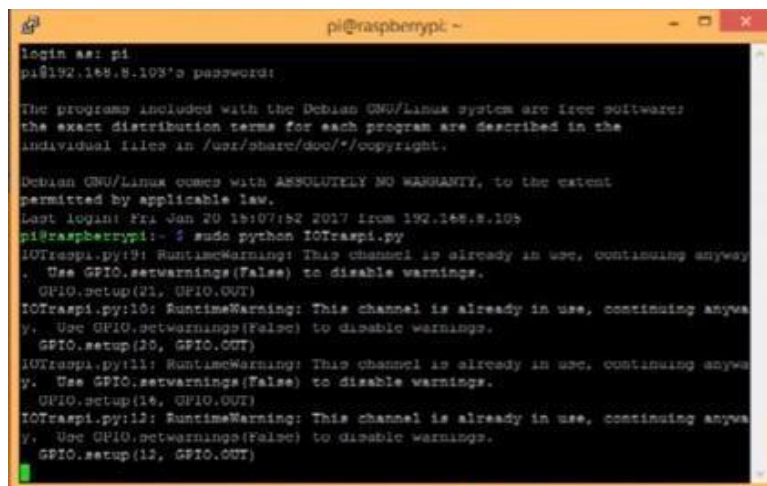 pi@raspberrypi: ~
login as: pi
pi@192.168.8.103's password:
The programs included with the Debian GNU/Linux system are free software;
the exact distribution terms for each program are described in the
individual files in /usr/share/doc/*/copyright.
Debian GNU/Linux comes with ABSOLUTELY NO WARRANTY, to the extent
permitted by applicable law.
Last login: Fri Jan 20 15:07:52 2017 from 192.168.8.105
pi@raspberrypi:~ $ sudo python IOTraspi.py
IOTraspi.py:9: RuntimeWarning: This channel is already in use, continuing anyway
.  Use GPIO.setwarnings(False) to disable warnings.
GPIO.setup(21, GPIO.OUT)
IOTraspi.py:10: RuntimeWarning: This channel is already in use, continuing anywa
y.  Use GPIO.setwarnings(False) to disable warnings.
GPIO.setup(20, GPIO.OUT)
IOTraspi.py:11: RuntimeWarning: This channel is already in use, continuing anywa
y.  Use GPIO.setwarnings(False) to disable warnings.
GPIO.setup(16, GPIO.OUT)
IOTraspi.py:12: RuntimeWarning: This channel is already in use, continuing anywa
y.  Use GPIO.setwarnings(False) to disable warnings.
GPIO.setup(12, GPIO.OUT)